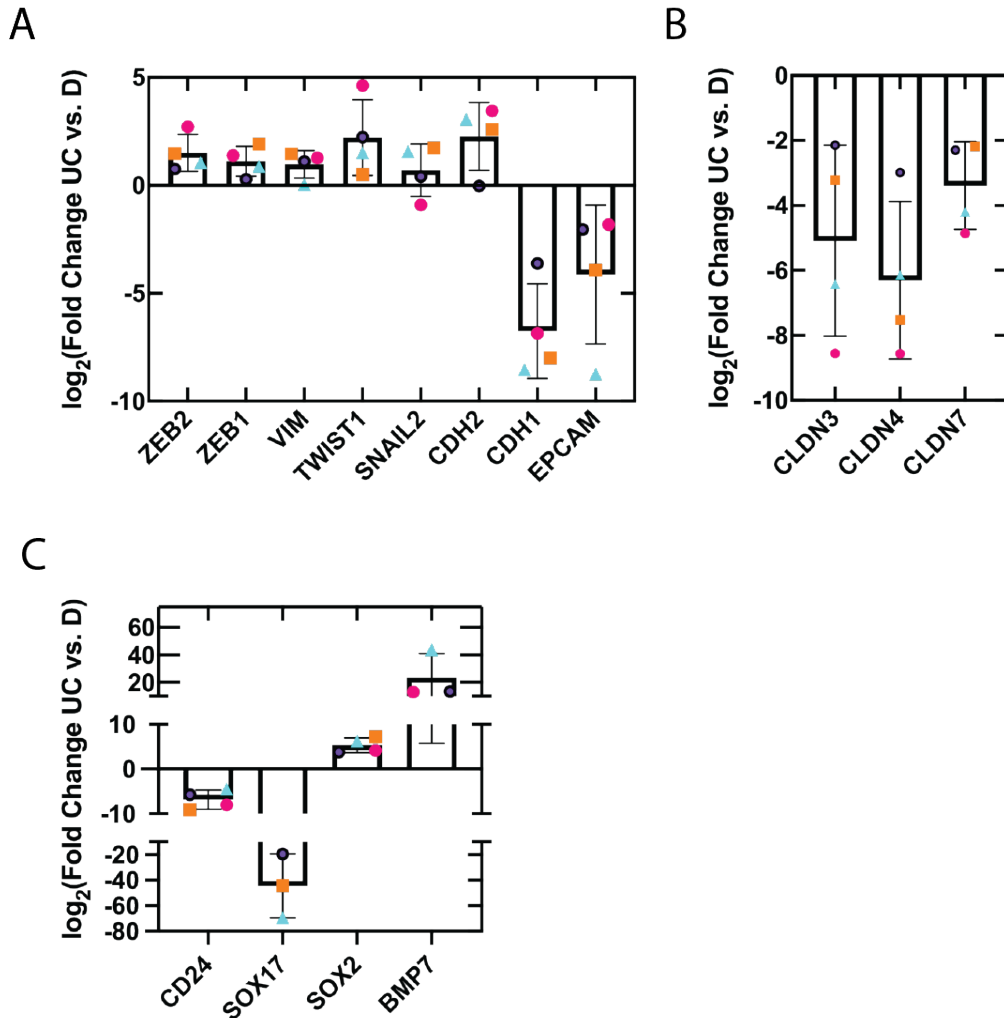 A
log2(Fold Change UC vs. D)
5
0
-5
-10
ZEB2
ZEB1
VIM
TWIST1
SNAIL2
CDH2
CDH1
EPCAM
B
log2(Fold Change UC vs. D)
0
-2
-4
-6
-8
-10
CLDN3
CLDN4
CLDN7
C
log2(Fold Change UC vs. D)
60
40
20
10
0
-10
-20
-40
-60
-80
CD24
SOX17
SOX2
BMP7